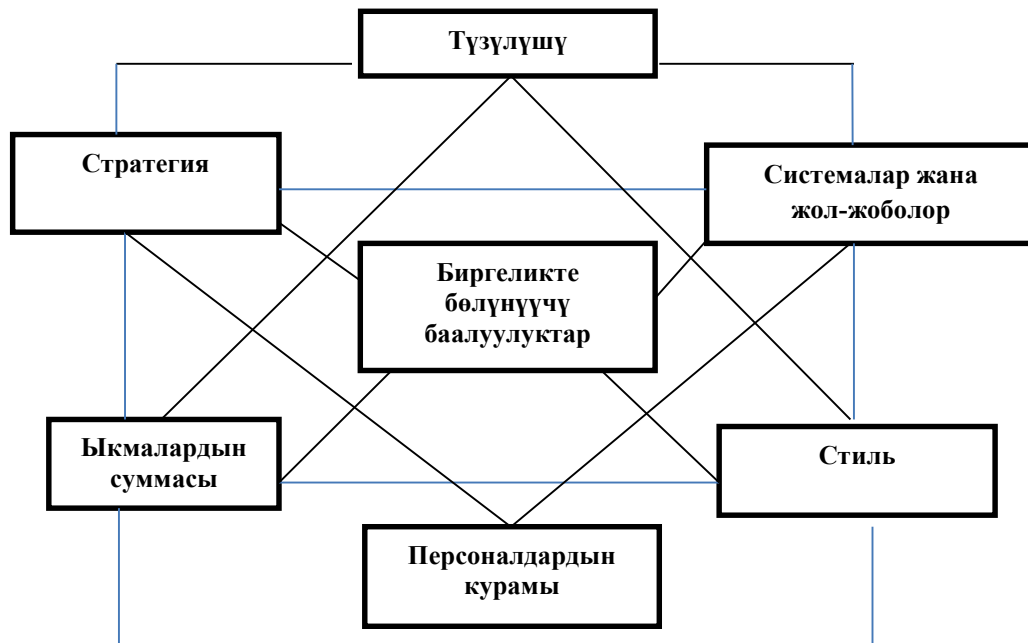 Түзүлүшү
Стратегия
Системалар жана
жол-жоболор
Биргеликте
бөлүнүүчү
баалуулуктар
Ыкмалардын
суммасы
Стиль
Персоналдардын
курамы